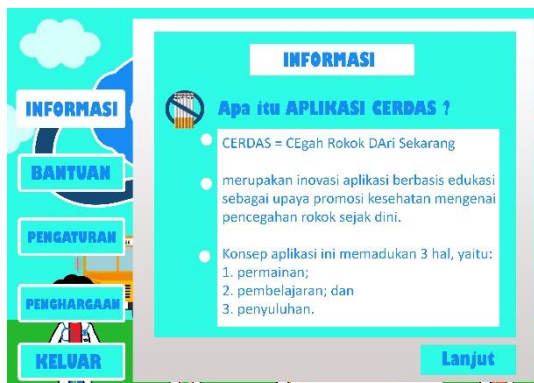 INFORMASI
BANTUAN
PENGATURAN
PENGHARGAAN
KELUAR
INFORMASI
Apa itu APLIKASI CERDAS ?
CERDAS = CEgah Rokok DAri Sekarang
merupakan inovasi aplikasi berbasis edukasi
sebagai upaya promosi kesehatan mengenai
pencegahan rokok sejak dini.
Konsep aplikasi ini memadukan 3 hal, yaitu:
1. permainan;
2. pembelajaran; dan
3. penyuluhan.
Lanjut